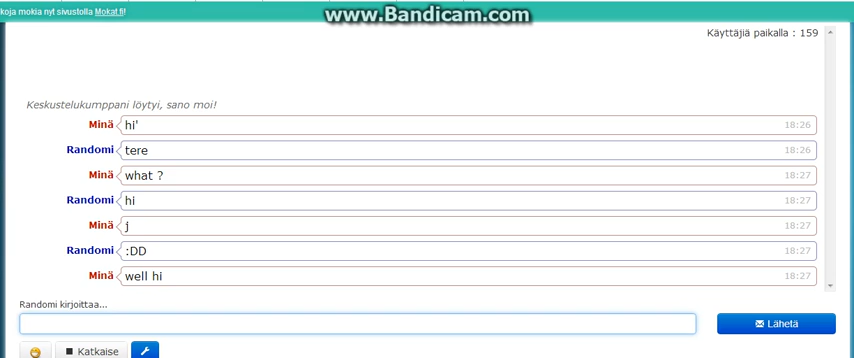 www.Bandicam.com
koja mokia nyt sivustolla Mokat.fi!
Käyttäjiä paikalla : 159
Keskustelukumppani löytyi, sano moi!
Minä hi' 18:26
Randomi tere 18:26
Minä what ? 18:27
Randomi hi 18:27
Minä j 18:27
Randomi :DD 18:27
Minä well hi 18:27
Randomi kirjoittaa...
Lähetä
Katkaise